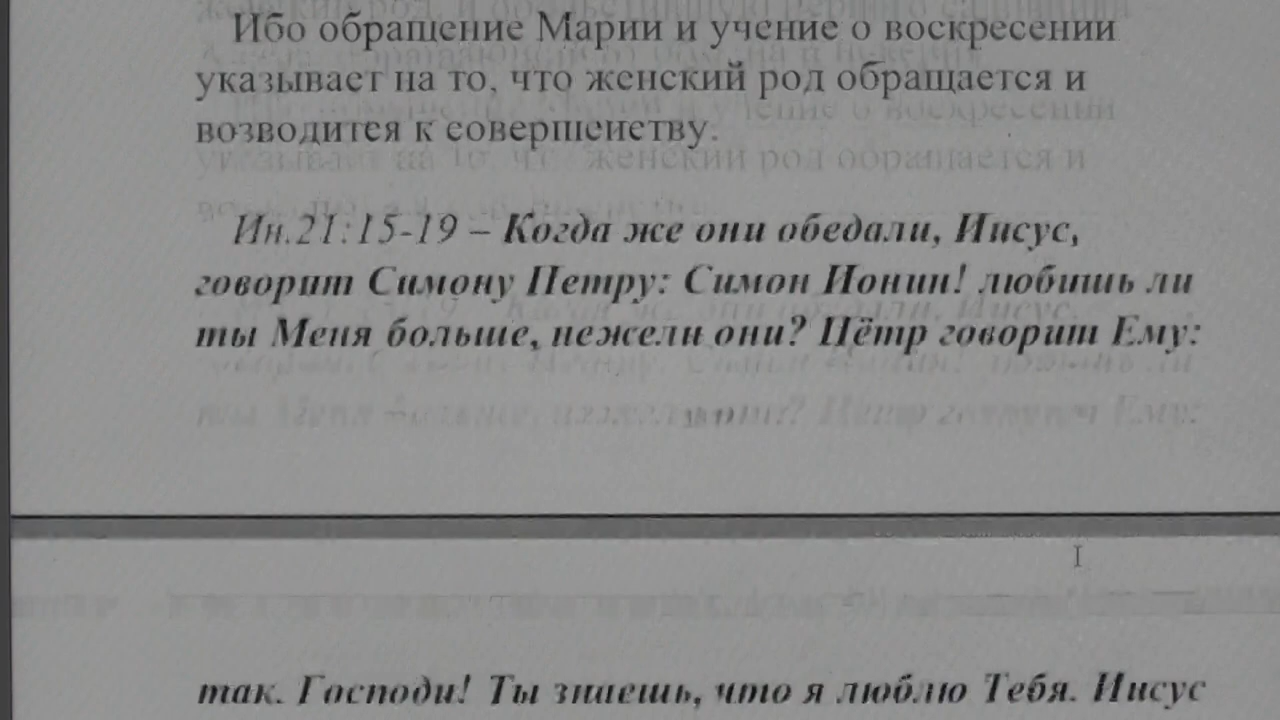 Ибо обращение Марии и учение о воскресении
указывает на то, что женский род обращается и
возводится к совершенству.
Ин.21:15-19 – Когда же они обедали, Иисус,
говорит Симону Петру: Симон Ионин! любишь ли
ты Меня больше, нежели они? Пётр говорит Ему:
так. Господи! Ты знаешь, что я люблю Тебя. Иисус